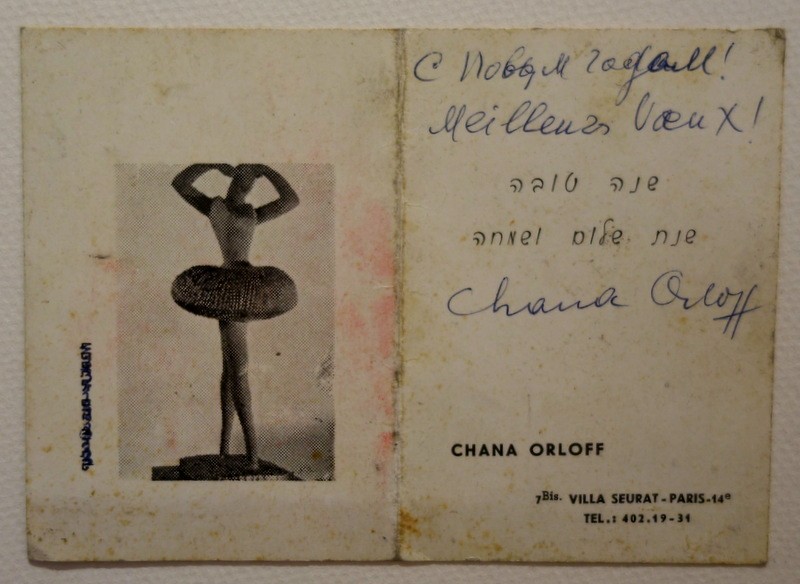 С Новым годом!
Meilleurs Vœux!
שנה טובה
שנת שלום ושמחה
Chana Orloff
CHANA ORLOFF
7Bis. VILLA SEURAT-PARIS-14e
TEL.: 402.19-31